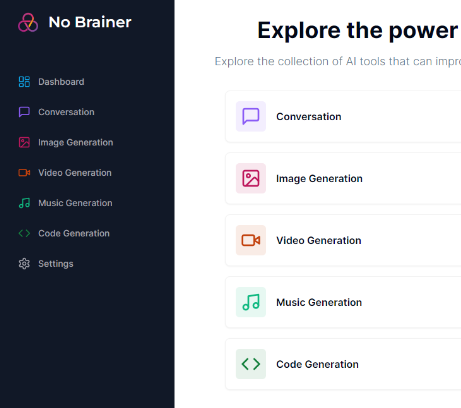 No Brainer
Dashboard
Conversation
Image Generation
Video Generation
Music Generation
Code Generation
Settings
Explore the power
Explore the collection of AI tools that can impro
Conversation
Image Generation
Video Generation
Music Generation
Code Generation